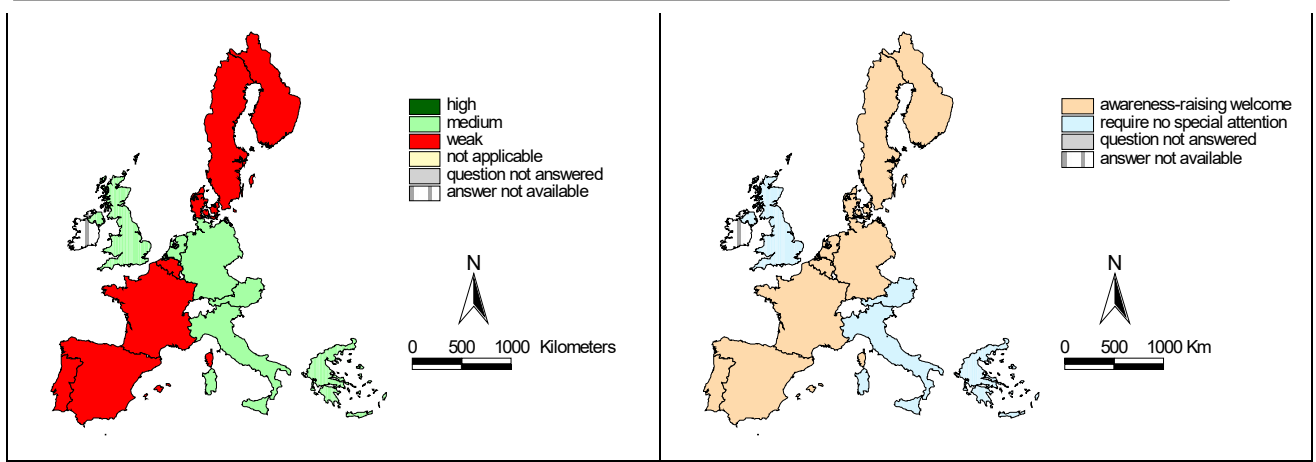 high
medium
weak
not applicable
question not answered
answer not available
N
0 500 1000 Kilometers
awareness-raising welcome
require no special attention
question not answered
answer not available
N
0 500 1000 Km